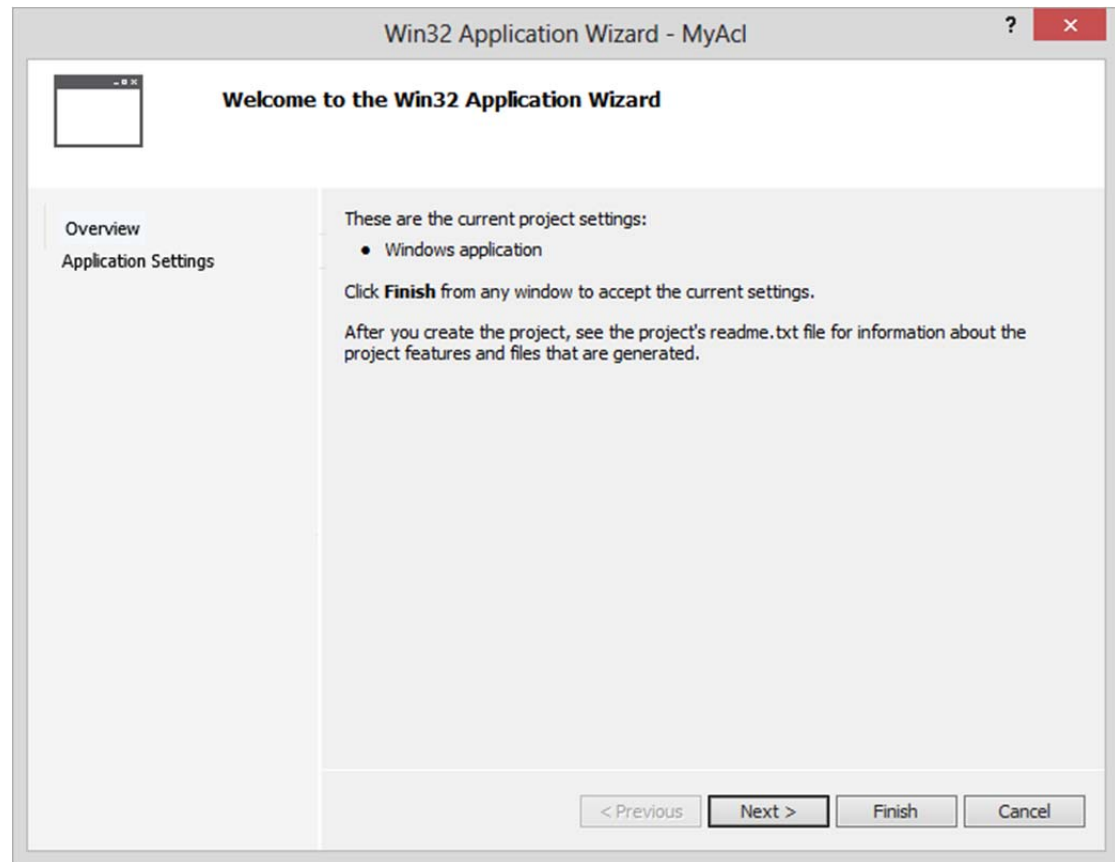 Win32 Application Wizard - MyAcl
?
Welcome to the Win32 Application Wizard
Overview
Application Settings
These are the current project settings:
• Windows application
Click Finish from any window to accept the current settings.
After you create the project, see the project's readme.txt file for information about the
project features and files that are generated.
< Previous
Next >
Finish
Cancel